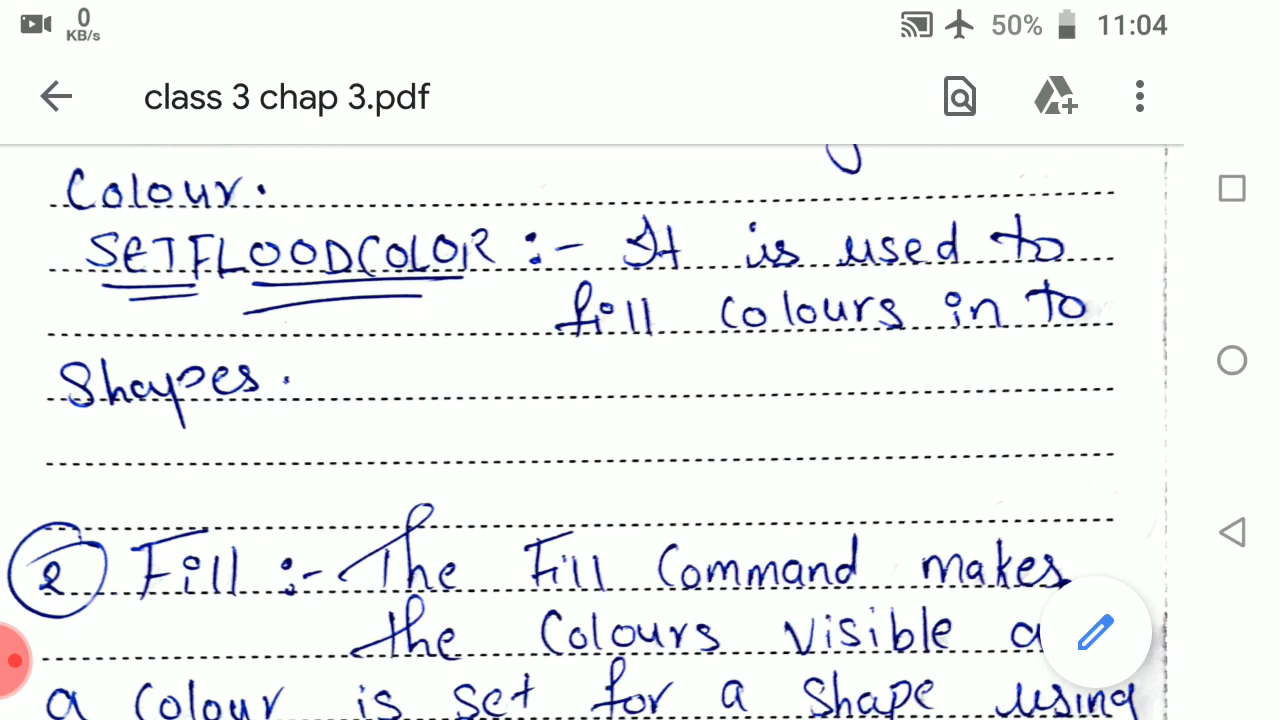 0
KB/s
50%
11:04
class 3 chap 3.pdf
Colour.
SETFLOODCOLOR :- It is used to
fill colours in to
Shapes.
2 Fill :- The Fill Command makes
the Colours visible
a colour is set for a shape using